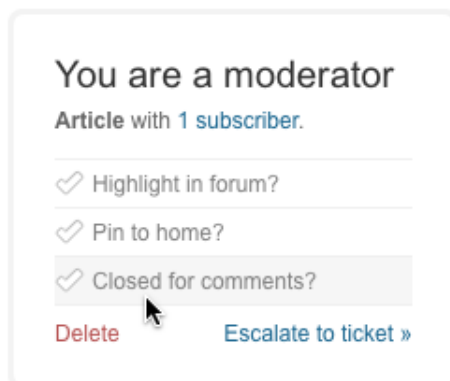 You are a moderator
Article with 1 subscriber.
Highlight in forum?
Pin to home?
Closed for comments?
Delete Escalate to ticket »